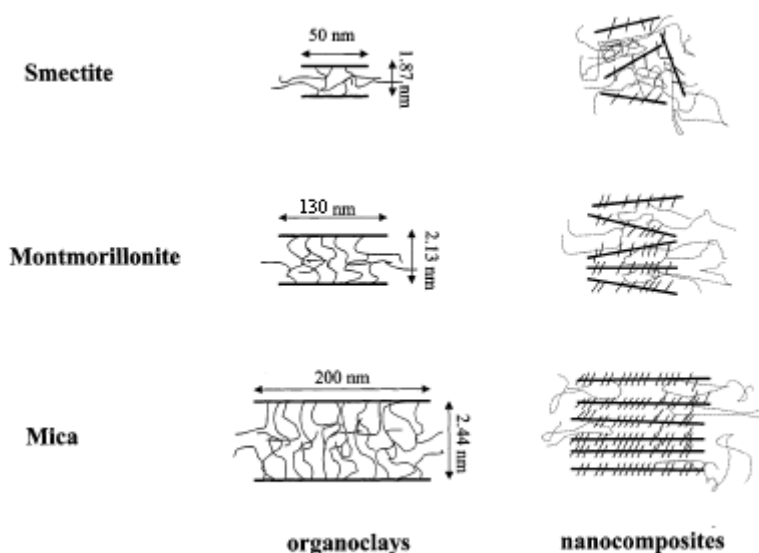 50 nm
Smectite
1.87 nm
130 nm
Montmorillonite
2.13 nm
200 nm
Mica
2.44 nm
organoclays nanocomposites